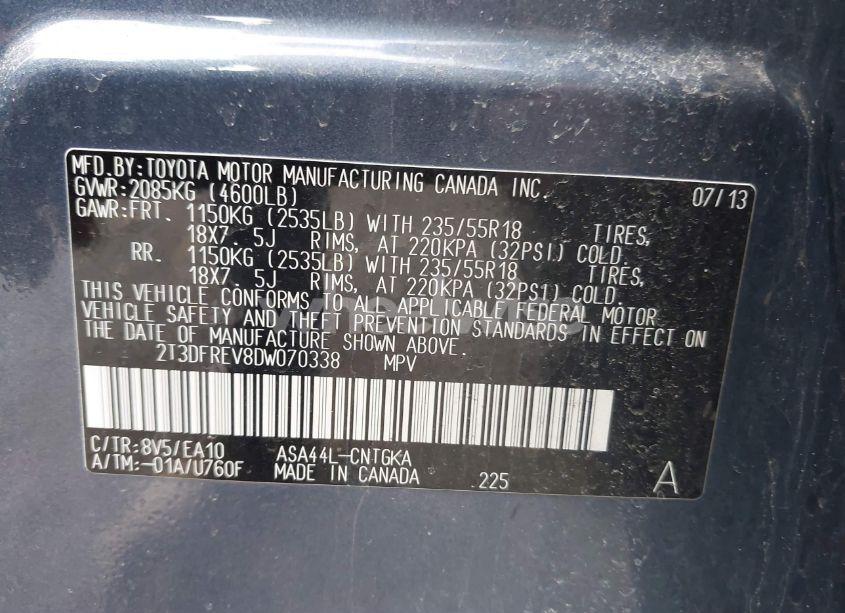 MFD.BY:TOYOTA MOTOR MANUFACTURING CANADA INC. 07/13
GVWR:2085KG (4600LB)
GAWR:FRT. 1150KG (2535LB) WITH 235/55R18 TIRES,
18X7. 5J RIMS, AT 220KPA (32PSI) COLD.
RR. 1150KG (2535LB) WITH 235/55R18 TIRES,
18X7. 5J RIMS, AT 220KPA (32PSI) COLD.
THIS VEHICLE CONFORMS TO ALL APPLICABLE FEDERAL MOTOR
VEHICLE SAFETY AND THEFT PREVENTION STANDARDS IN EFFECT ON
THE DATE OF MANUFACTURE SHOWN ABOVE.
2T3DFREV8DW070338 MPV
C/TR:8V5/EA10 ASA44L-CNTGKA
A/TM:-01A/U760F MADE IN CANADA 225 A